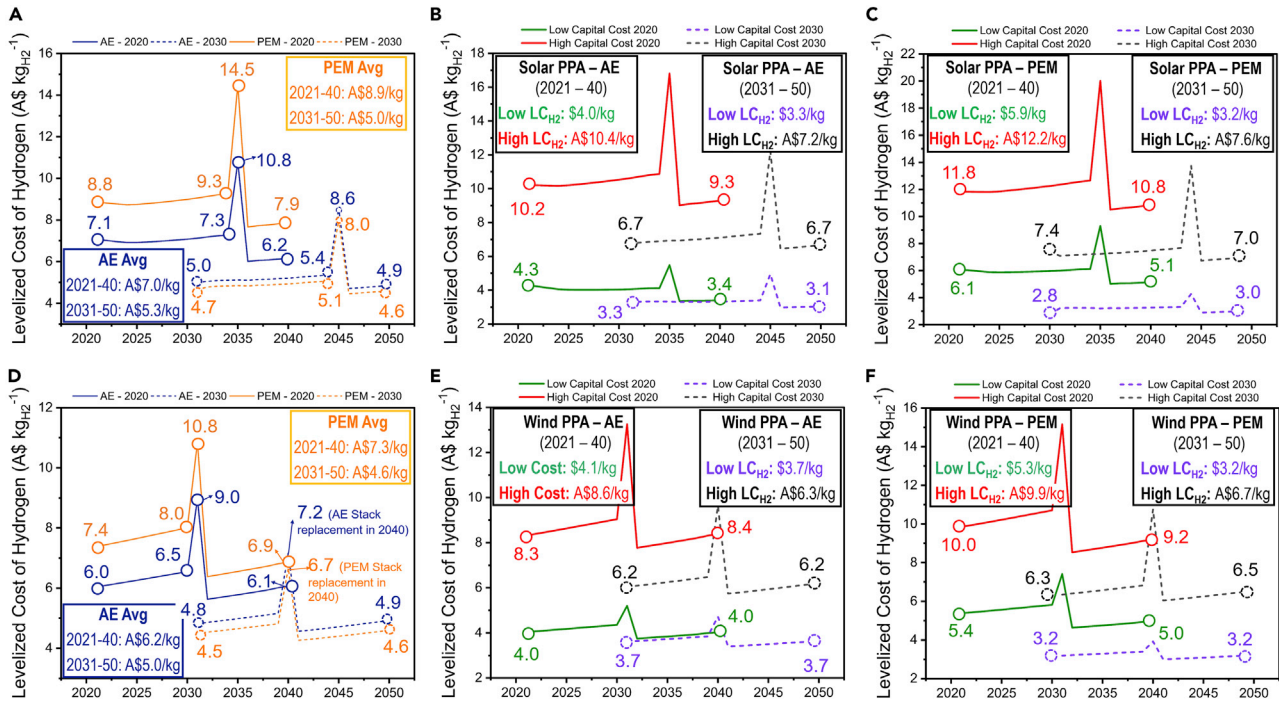 A
AE - 2020 AE - 2030 PEM - 2020 PEM - 2030
Levelized Cost of Hydrogen (A$ kgH2-1)
16
14
12
10
8
6
4
2020 2025 2030 2035 2040 2045 2050
PEM Avg
2021-40: A$8.9/kg
2031-50: A$5.0/kg
AE Avg
2021-40: A$7.0/kg
2031-50: A$5.3/kg
14.5
10.8
8.8
9.3
7.9
7.1
7.3
6.2
8.6
8.0
5.4
5.0
4.9
4.7
5.1
4.6
B
Low Capital Cost 2020 Low Capital Cost 2030
High Capital Cost 2020 High Capital Cost 2030
Levelized Cost of Hydrogen (A$ kgH2-1)
18
16
14
12
10
8
6
4
2
2020 2025 2030 2035 2040 2045 2050
Solar PPA – AE
(2021 – 40)
Low LCH2: $4.0/kg
High LCH2: A$10.4/kg
Solar PPA – AE
(2031 – 50)
Low LCH2: $3.3/kg
High LCH2: A$7.2/kg
10.2
9.3
6.7
6.7
4.3
3.4
3.3
3.1
C
Low Capital Cost 2020 Low Capital Cost 2030
High Capital Cost 2020 High Capital Cost 2030
Levelized Cost of Hydrogen (A$ kgH2-1)
22
20
18
16
14
12
10
8
6
4
2
2020 2025 2030 2035 2040 2045 2050
Solar PPA – PEM
(2021 – 40)
Low LCH2: $5.9/kg
High LCH2: A$12.2/kg
Solar PPA – PEM
(2031 – 50)
Low LCH2: $3.2/kg
High LCH2: A$7.6/kg
11.8
10.8
7.4
7.0
6.1
5.1
2.8
3.0
D
AE - 2020 AE - 2030 PEM - 2020 PEM - 2030
Levelized Cost of Hydrogen (A$ kgH2-1)
12
10
8
6
4
2020 2025 2030 2035 2040 2045 2050
PEM Avg
2021-40: A$7.3/kg
2031-50: A$4.6/kg
AE Avg
2021-40: A$6.2/kg
2031-50: A$5.0/kg
10.8
9.0
7.4
8.0
7.2 (AE Stack
replacement in 2040)
6.9
6.7 (PEM Stack
replacement in
2040)
6.0
6.5
6.1
4.8
4.9
4.5
4.6
E
Low Capital Cost 2020 Low Capital Cost 2030
High Capital Cost 2020 High Capital Cost 2030
Levelized Cost of Hydrogen (A$ kgH2-1)
14
12
10
8
6
4
2
2020 2025 2030 2035 2040 2045 2050
Wind PPA – AE
(2021 – 40)
Low Cost: $4.1/kg
High Cost: A$8.6/kg
Wind PPA – AE
(2031 – 50)
Low LCH2: $3.7/kg
High LCH2: A$6.3/kg
8.3
8.4
6.2
6.2
4.0
4.0
3.7
3.7
F
Low Capital Cost 2020 Low Capital Cost 2030
High Capital Cost 2020 High Capital Cost 2030
Levelized Cost of Hydrogen (A$ kgH2-1)
16
14
12
10
8
6
4
2
2020 2025 2030 2035 2040 2045 2050
Wind PPA – PEM
(2021 – 40)
Low LCH2: $5.3/kg
High LCH2: A$9.9/kg
Wind PPA – PEM
(2031 – 50)
Low LCH2: $3.2/kg
High LCH2: A$6.7/kg
10.0
9.2
6.3
6.5
5.4
5.0
3.2
3.2